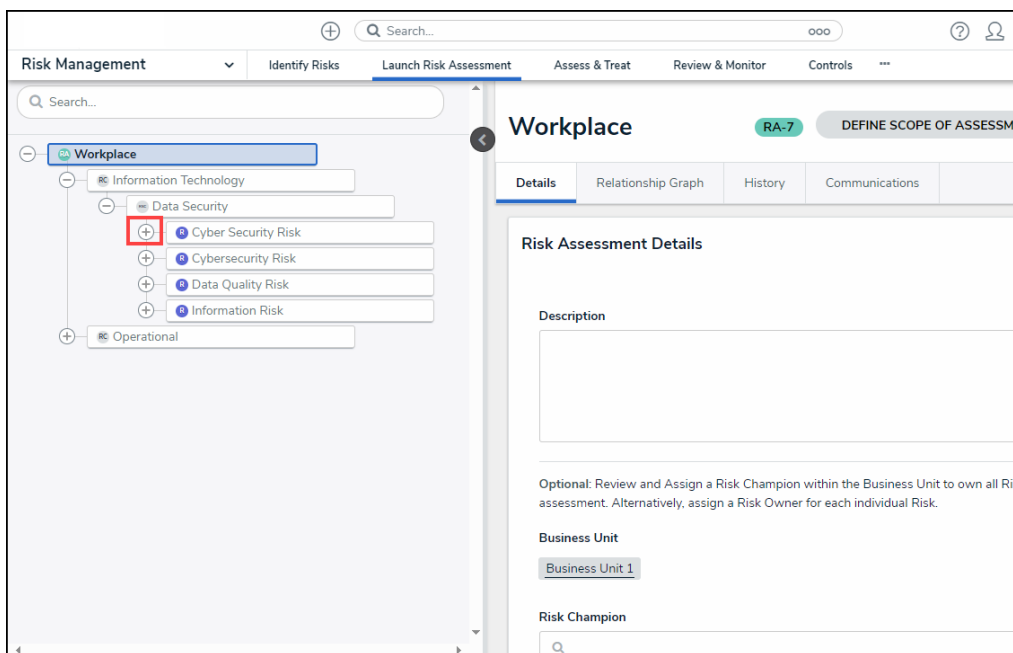 Search... ooo
Risk Management Identify Risks Launch Risk Assessment Assess & Treat Review & Monitor Controls ...
Search...
RA Workplace
RC Information Technology
Data Security
R Cyber Security Risk
R Cybersecurity Risk
R Data Quality Risk
R Information Risk
RC Operational
Workplace RA-7 DEFINE SCOPE OF ASSESSM
Details Relationship Graph History Communications
Risk Assessment Details
Description
Optional: Review and Assign a Risk Champion within the Business Unit to own all Ri
assessment. Alternatively, assign a Risk Owner for each individual Risk.
Business Unit
Business Unit 1
Risk Champion